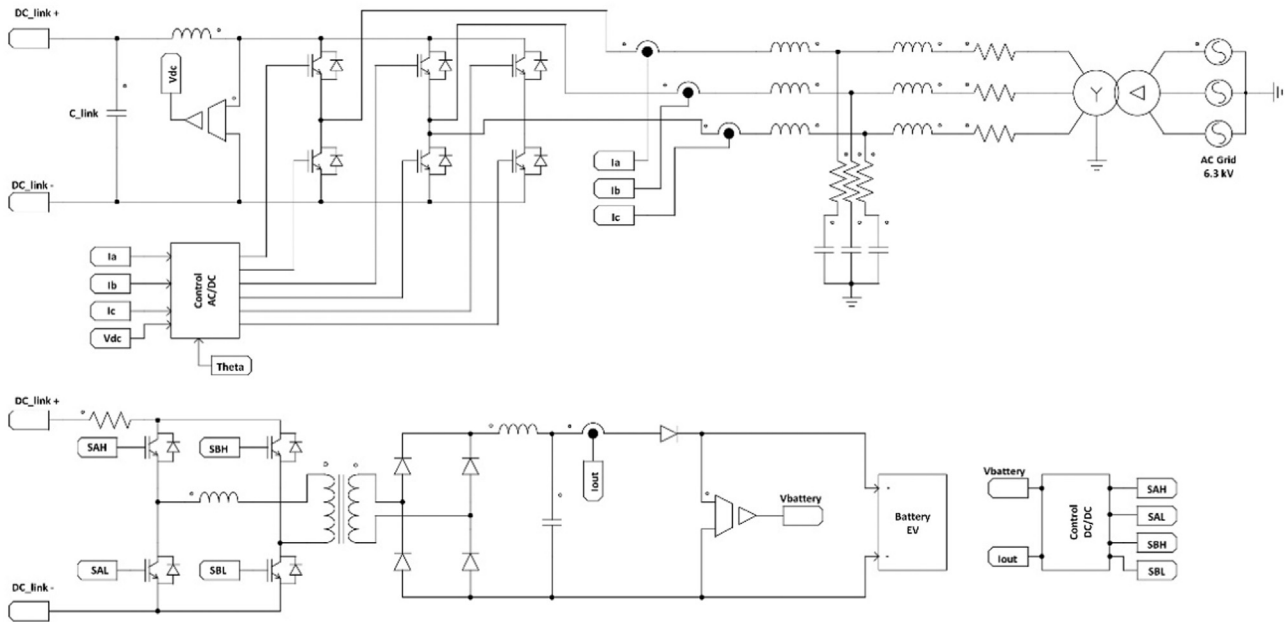 DC_link +
Vdc
C_link
DC_link -
Ia
Ib
Ic
Y
Δ
AC Grid
6.3 kV
Ia
Ib
Ic
Vdc
Control
AC/DC
Theta
DC_link +
SAH
SBH
SAL
SBL
DC_link -
Iout
Vbattery
Battery
EV
Vbattery
Iout
Control
DC/DC
SAH
SAL
SBH
SBL